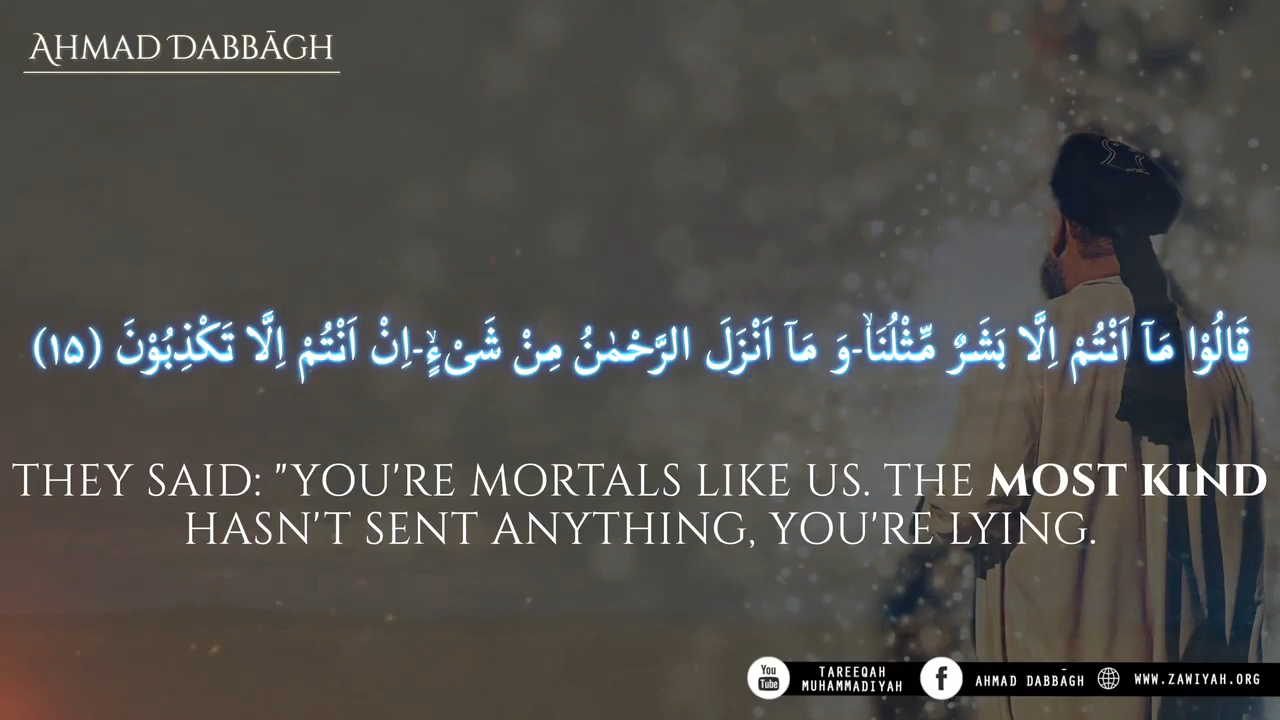 AHMAD DABBĀGH
قَالُوْا مَاۤ اَنْتُمْ اِلَّا بَشَرٌ مِّثْلُنَاۙ-وَ مَاۤ اَنْزَلَ الرَّحْمٰنُ مِنْ شَیْءٍۙ-اِنْ اَنْتُمْ اِلَّا تَكْذِبُوْنَ (۱۵)
THEY SAID: "YOU'RE MORTALS LIKE US. THE MOST KIND
HASN'T SENT ANYTHING, YOU'RE LYING.
You
Tube
TAREEQAH
MUHAMMADIYAH
f
AHMAD DABBĀGH
WWW.ZAWIYAH.ORG